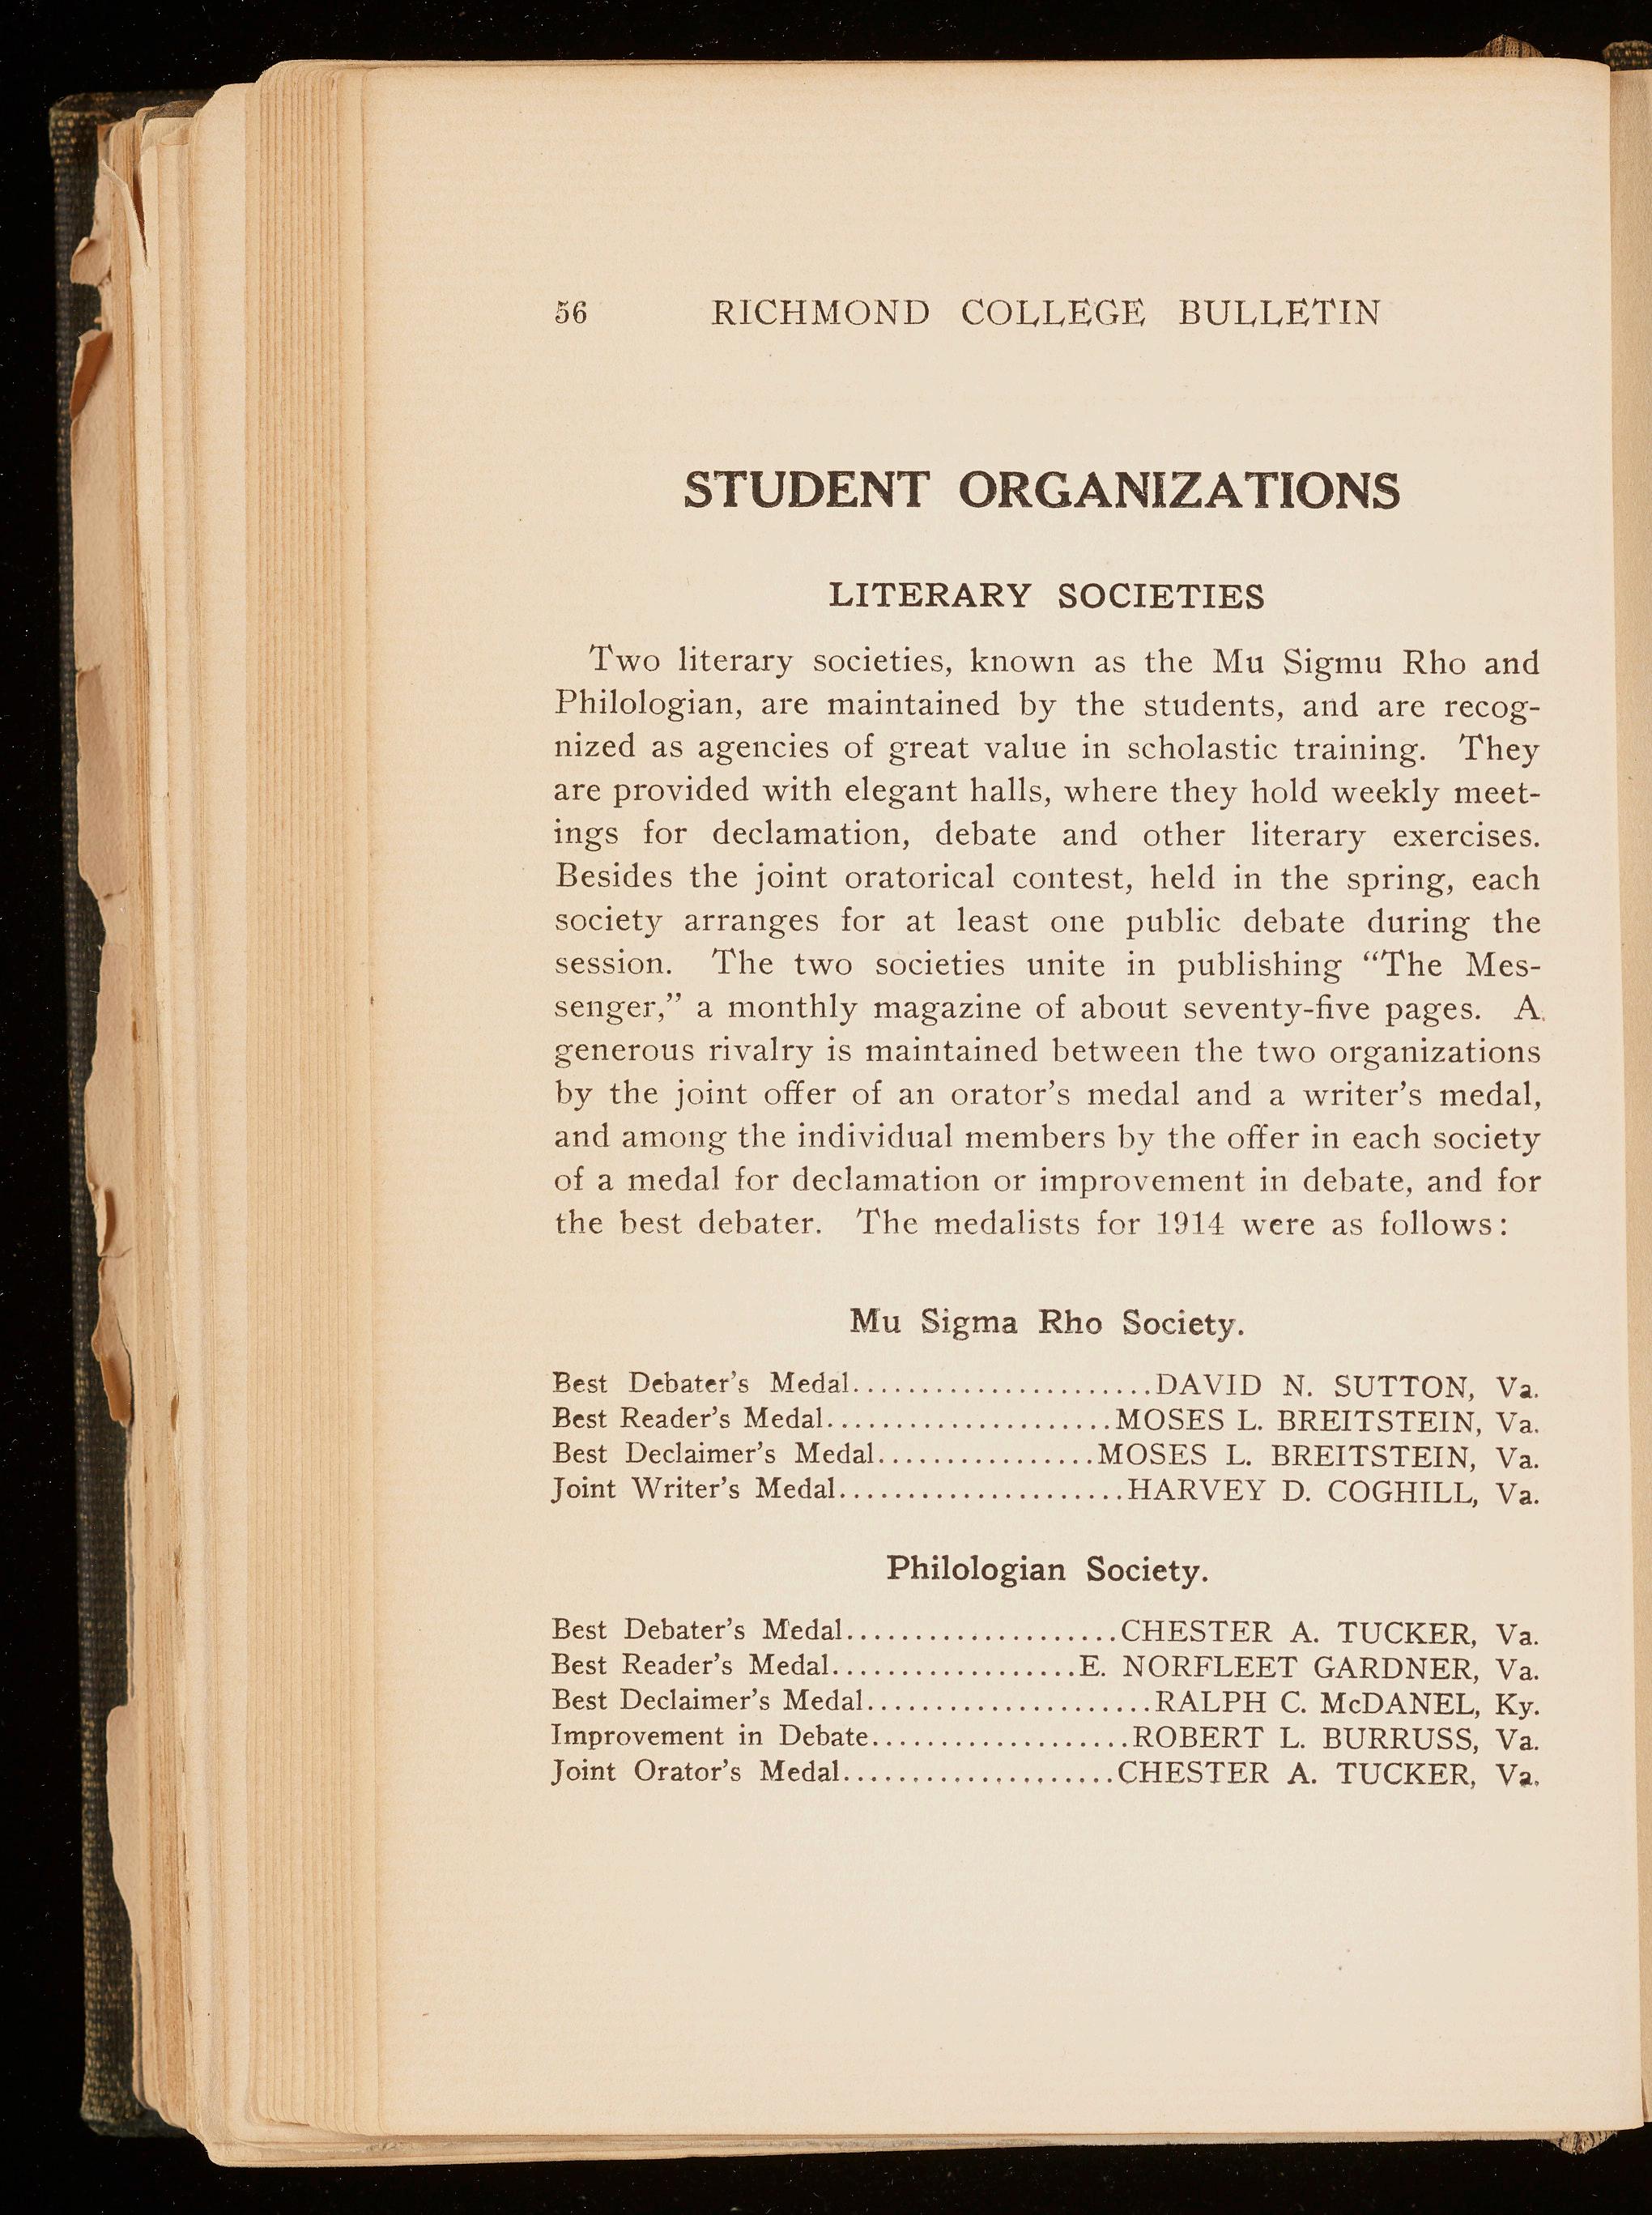 56 RICHMOND COLLEGE BULLETIN
STUDENT ORGANIZATIONS
LITERARY SOCIETIES
Two literary societies, known as the Mu Sigmu Rho and
Philologian, are maintained by the students, and are recog-
nized as agencies of great value in scholastic training. They
are provided with elegant halls, where they hold weekly meet-
ings for declamation, debate and other literary exercises.
Besides the joint oratorical contest, held in the spring, each
society arranges for at least one public debate during the
session. The two societies unite in publishing “The Mes-
senger,” a monthly magazine of about seventy-five pages. A
generous rivalry is maintained between the two organizations
by the joint offer of an orator’s medal and a writer’s medal,
and among the individual members by the offer in each society
of a medal for declamation or improvement in debate, and for
the best debater. The medalists for 1914 were as follows:
Mu Sigma Rho Society.
Best Debater’s Medal......................DAVID N. SUTTON, Va.
Best Reader’s Medal.....................MOSES L. BREITSTEIN, Va.
Best Declaimer’s Medal................MOSES L. BREITSTEIN, Va.
Joint Writer’s Medal.....................HARVEY D. COGHILL, Va.
Philologian Society.
Best Debater’s Medal....................CHESTER A. TUCKER, Va.
Best Reader’s Medal..................E. NORFLEET GARDNER, Va.
Best Declaimer’s Medal.....................RALPH C. McDANEL, Ky.
Improvement in Debate...................ROBERT L. BURRUSS, Va.
Joint Orator’s Medal....................CHESTER A. TUCKER, Va.